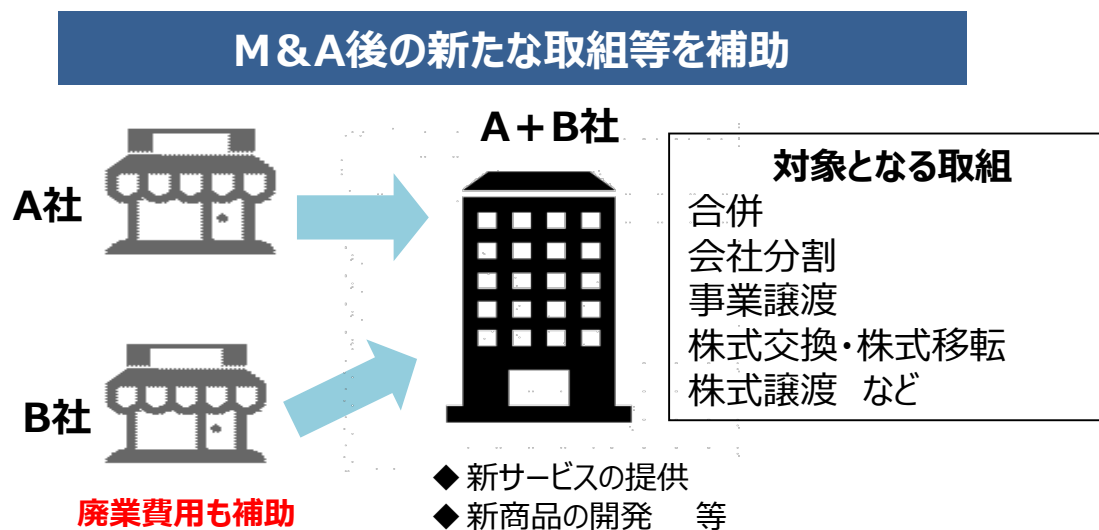 M&A後の新たな取組等を補助
A社
B社
廃業費用も補助
A+B社
◆ 新サービスの提供
◆ 新商品の開発 等
対象となる取組
合併
会社分割
事業譲渡
株式交換・株式移転
株式譲渡 など